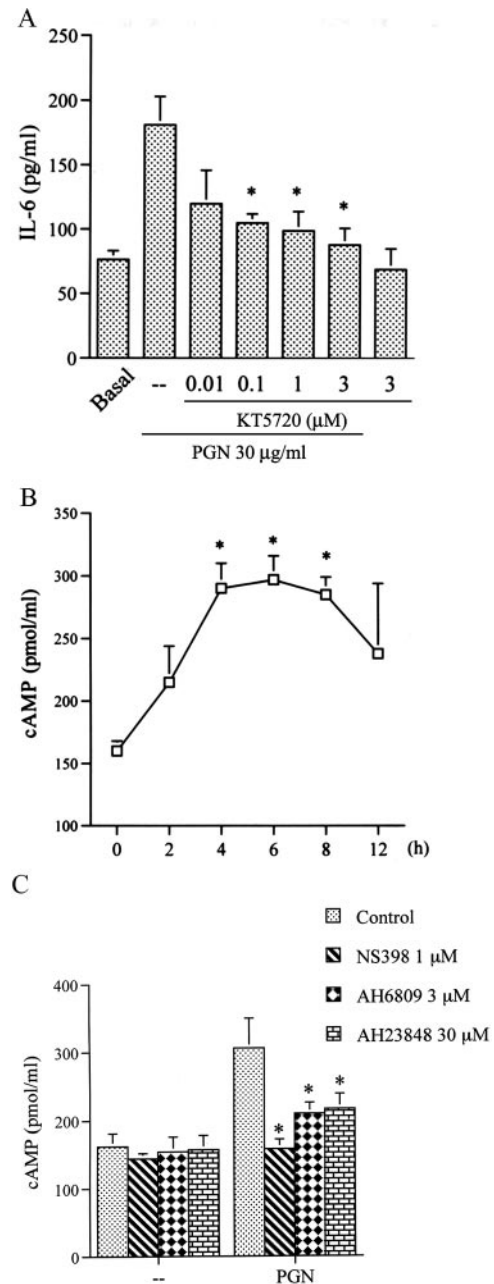 A
IL-6 (pg/ml)
250
200
150
100
50
0
* * *
Basal -- 0.01 0.1 1 3 3
KT5720 (μM)
PGN 30 μg/ml
B
cAMP (pmol/ml)
350
300
250
200
150
100
* * *
0 2 4 6 8 12 (h)
C
Control
NS398 1 μM
AH6809 3 μM
AH23848 30 μM
cAMP (pmol/ml)
400
300
200
100
0
* * *
-- PGN